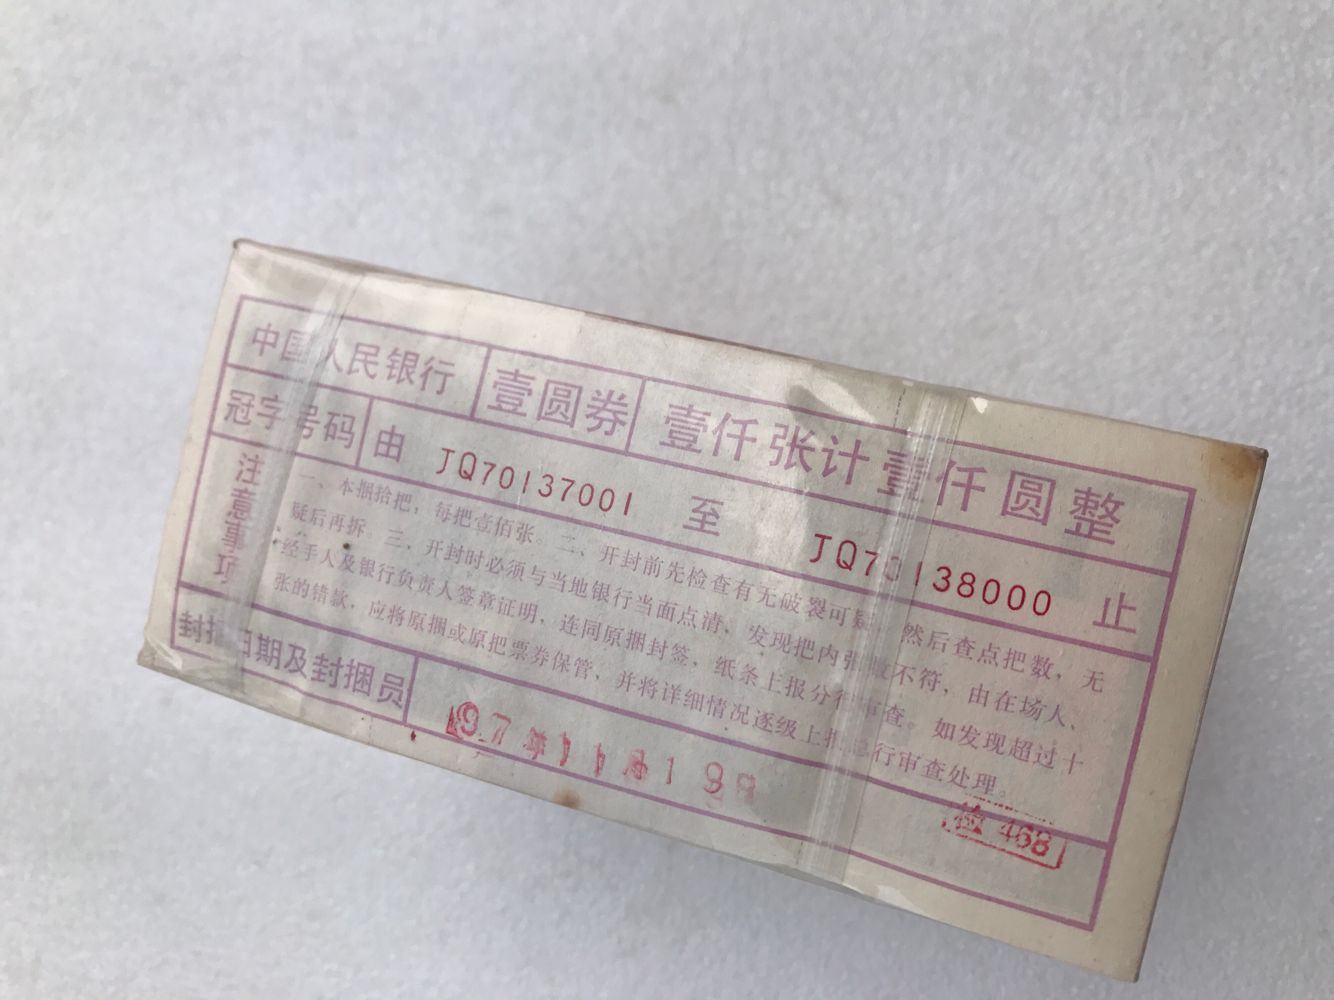 中国人民银行 壹圆券 壹仟张计壹仟圆整
冠字号码 由 JQ70137001 至 JQ70138000 止
注意事项
一、本捆拾把，每把壹佰张。二、开封前先检查有无破裂可疑，然后查点把数，无
疑后再拆 三、开封时必须与当地银行当面点清，发现把内张数不符，由在场人、
经手人及银行负责人签章证明，连同原捆封签，纸条上报分行审查。如发现超过十
张的错款，应将原捆或原把票券保管，并将详细情况逐级上报总行审查处理。
封捆日期及封捆员
97年11月
检 468